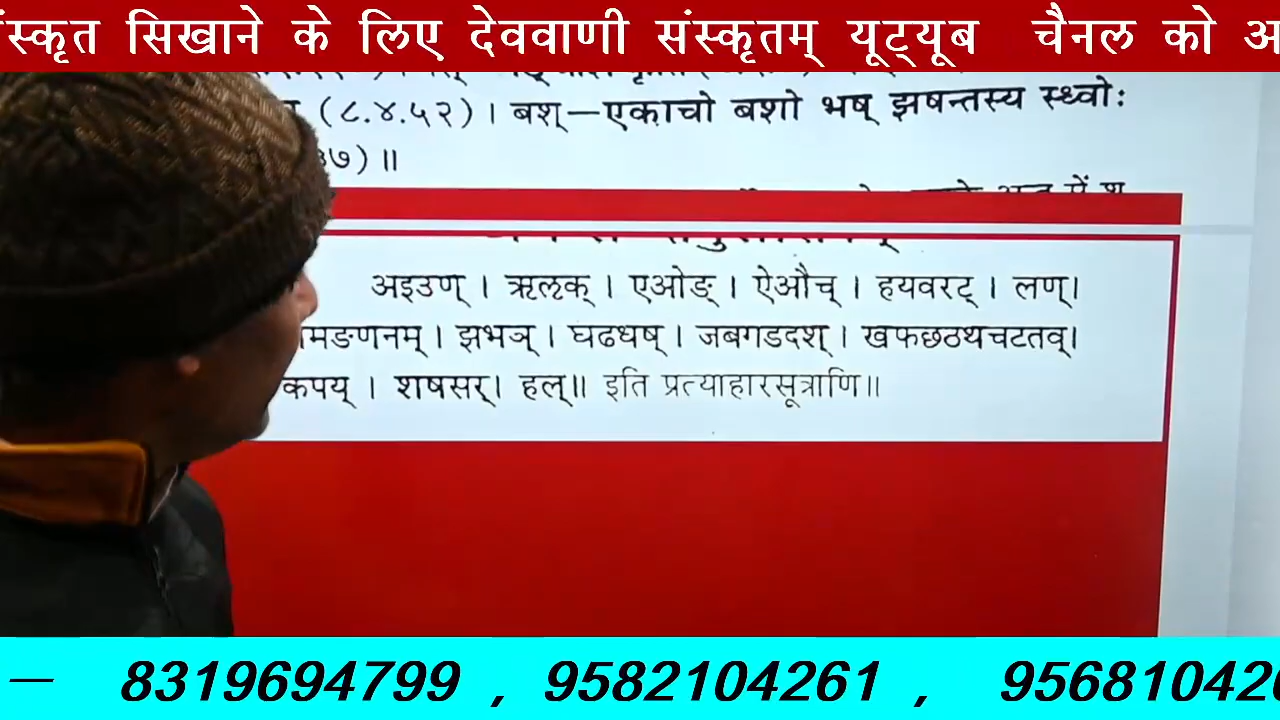 संस्कृत सिखाने के लिए देववाणी संस्कृतम् यूट्यूब चैनल को
(८.४.५२) । बश्—एकाचो बशो भष् झषन्तस्य स्ध्वोः
३७) ॥
अइउण् । ऋलृक् । एओङ् । ऐऔच् । हयवरट् । लण्।
मङणनम् । झभञ् । घढधष् । जबगडदश् । खफछठथचटतव्।
कपय् । शषसर्। हल्॥ इति प्रत्याहारसूत्राणि॥
— 8319694799 , 9582104261 , 95681042